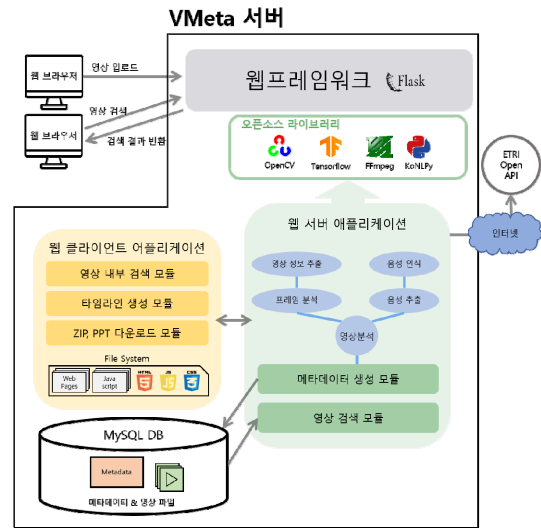 VMeta 서버
웹 브라우저
영상 업로드
웹프레임워크
Flask
영상 검색
웹 브라우저
검색 결과 반환
오픈소스 라이브러리
OpenCV
Tensorflow
FFmpeg
KoNLPy
ETRI
Open
API
인터넷
웹 서버 애플리케이션
영상 정보 추출
음성 인식
프레임 분석
음성 추출
영상분석
메타데이터 생성 모듈
영상 검색 모듈
웹 클라이언트 어플리케이션
영상 내부 검색 모듈
타임라인 생성 모듈
ZIP, PPT 다운로드 모듈
File System
Web
Pages
Java
script
HTML
5
JS
JS
CSS
3
MySQL DB
Metadata
메타데이터 & 영상 파일